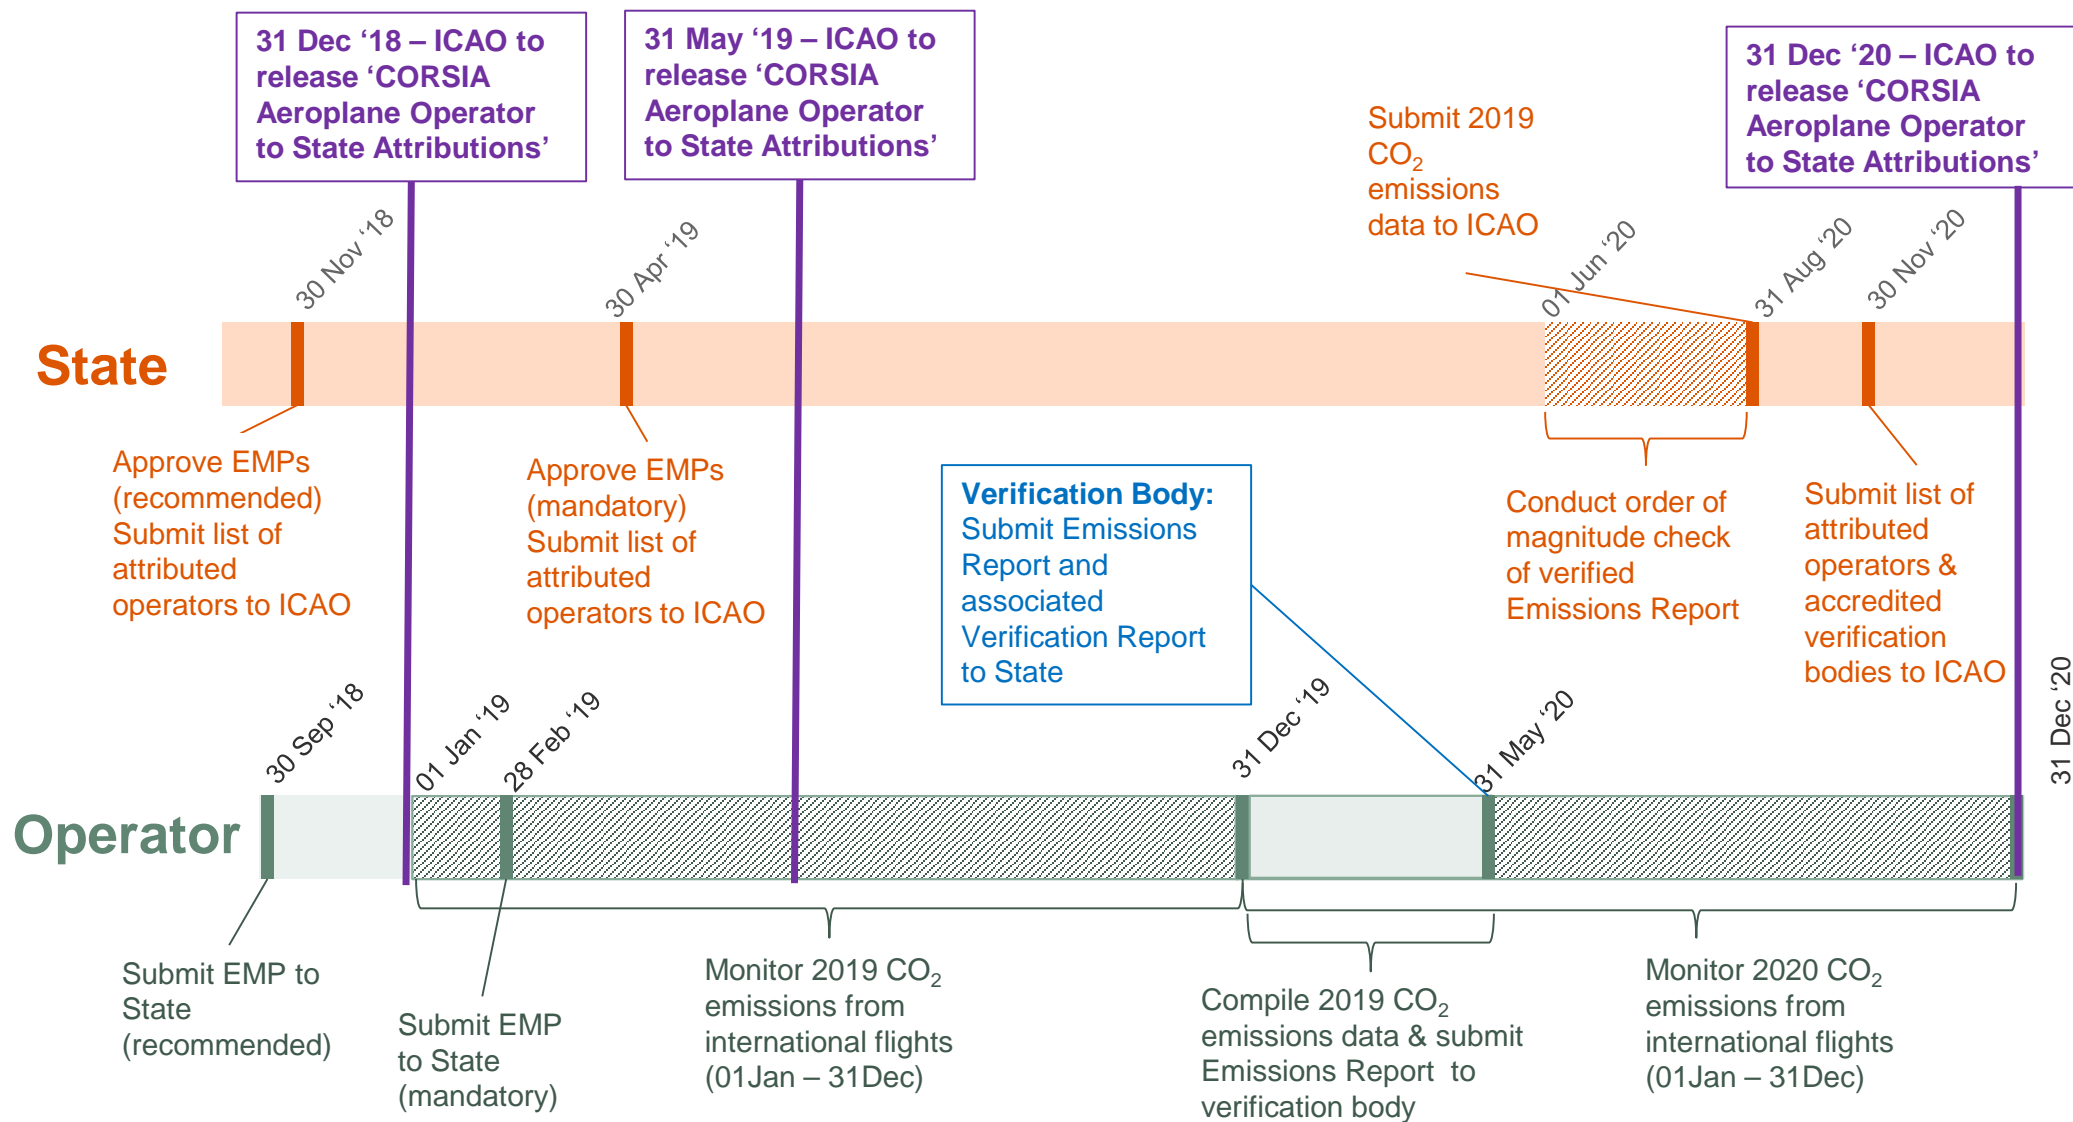 31 Dec ‘18 – ICAO to
release ‘CORSIA
Aeroplane Operator
to State Attributions’
31 May ‘19 – ICAO to
release ‘CORSIA
Aeroplane Operator
to State Attributions’
31 Dec ‘20 – ICAO to
release ‘CORSIA
Aeroplane Operator
to State Attributions’
Submit 2019
CO2
emissions
data to ICAO
30 Nov ‘18
30 Apr ‘19
01 Jun ‘20
31 Aug ‘20
30 Nov ‘20
State
Approve EMPs
(recommended)
Submit list of
attributed
operators to ICAO
Approve EMPs
(mandatory)
Submit list of
attributed
operators to ICAO
Verification Body:
Submit Emissions
Report and
associated
Verification Report
to State
Conduct order of
magnitude check
of verified
Emissions Report
Submit list of
attributed
operators &
accredited
verification
bodies to ICAO
30 Sep ‘18
01 Jan ‘19
28 Feb ‘19
31 Dec ‘19
31 May ‘20
31 Dec ‘20
Operator
Submit EMP to
State
(recommended)
Submit EMP
to State
(mandatory)
Monitor 2019 CO2
emissions from
international flights
(01Jan – 31Dec)
Compile 2019 CO2
emissions data & submit
Emissions Report to
verification body
Monitor 2020 CO2
emissions from
international flights
(01Jan – 31Dec)